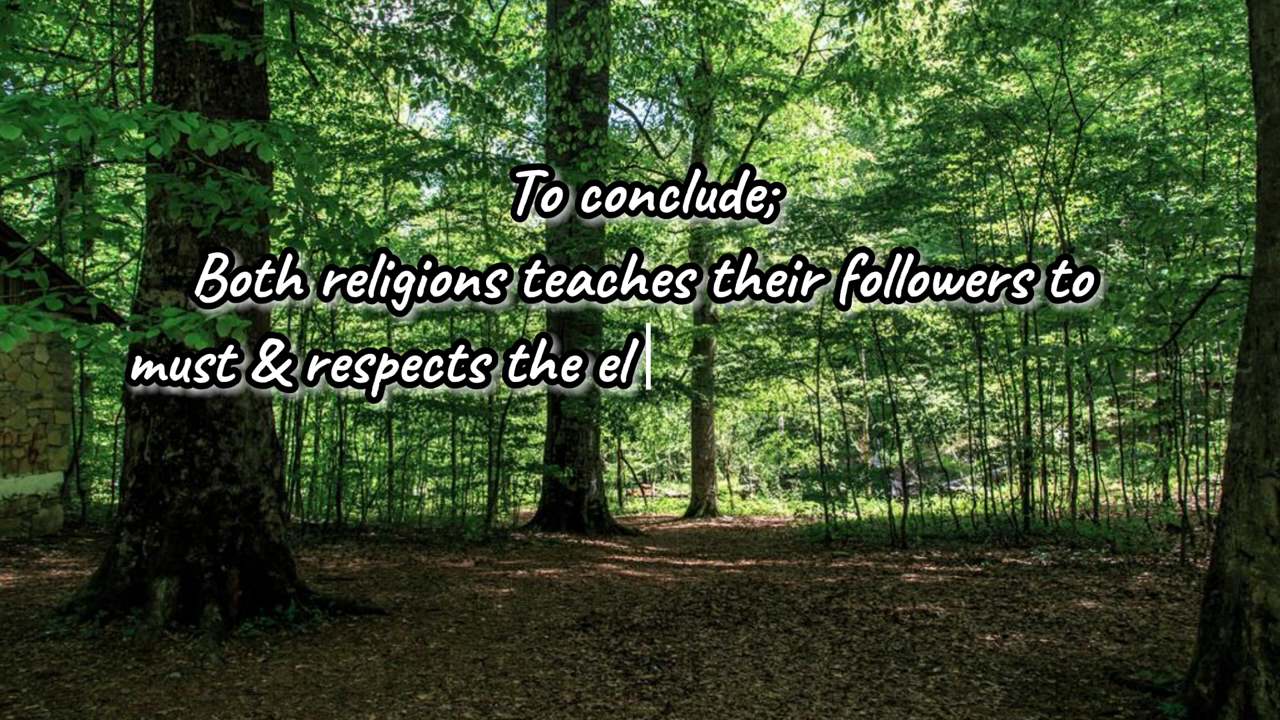 To conclude;
Both religions teaches their followers to
must & respects the el